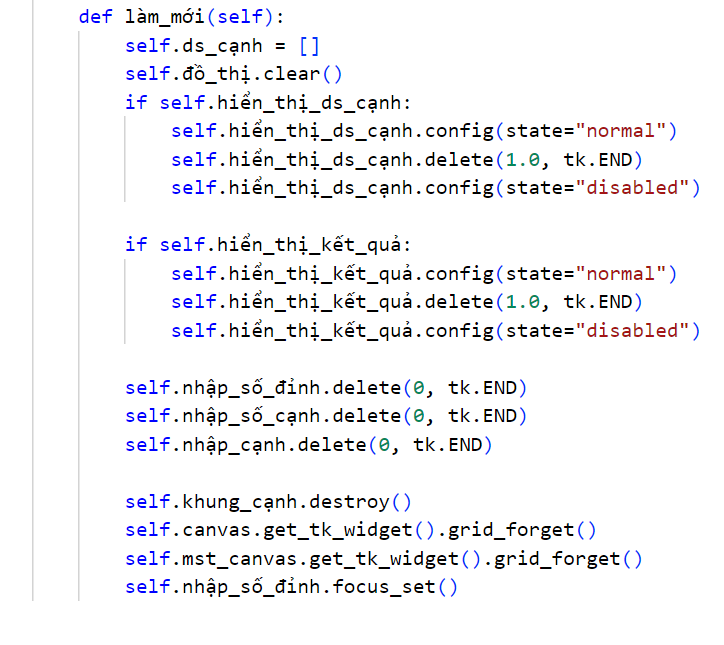 def làm_mới(self):
self.ds_cạnh = []
self.đồ_thị.clear()
if self.hiển_thị_ds_cạnh:
self.hiển_thị_ds_cạnh.config(state="normal")
self.hiển_thị_ds_cạnh.delete(1.0, tk.END)
self.hiển_thị_ds_cạnh.config(state="disabled")
if self.hiển_thị_kết_quả:
self.hiển_thị_kết_quả.config(state="normal")
self.hiển_thị_kết_quả.delete(1.0, tk.END)
self.hiển_thị_kết_quả.config(state="disabled")
self.nhập_số_đỉnh.delete(0, tk.END)
self.nhập_số_cạnh.delete(0, tk.END)
self.nhập_cạnh.delete(0, tk.END)
self.khung_cạnh.destroy()
self.canvas.get_tk_widget().grid_forget()
self.mst_canvas.get_tk_widget().grid_forget()
self.nhập_số_đỉnh.focus_set()